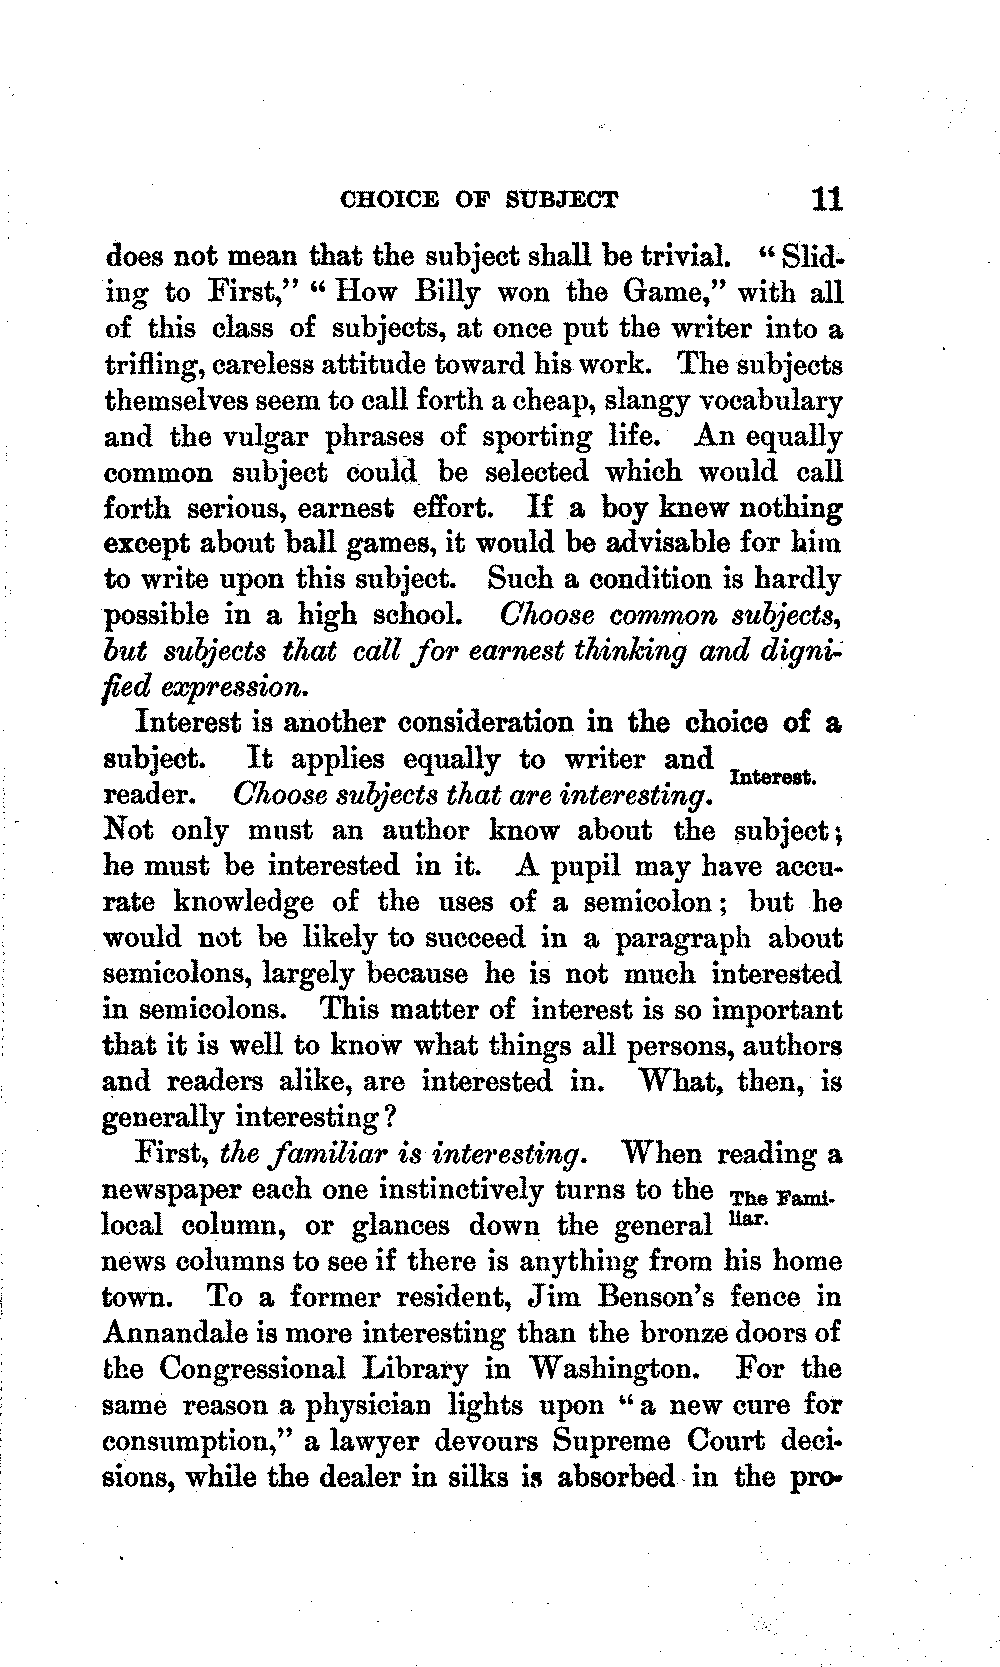 CHOICE OF SUBJECT 11
does not mean that the subject shall be trivial. “Slid-
ing to First,” “How Billy won the Game,” with all
of this class of subjects, at once put the writer into a
trifling, careless attitude toward his work. The subjects
themselves seem to call forth a cheap, slangy vocabulary
and the vulgar phrases of sporting life. An equally
common subject could be selected which would call
forth serious, earnest effort. If a boy knew nothing
except about ball games, it would be advisable for him
to write upon this subject. Such a condition is hardly
possible in a high school. Choose common subjects,
but subjects that call for earnest thinking and digni-
fied expression.
Interest is another consideration in the choice of a
subject. It applies equally to writer and
Interest.
reader. Choose subjects that are interesting.
Not only must an author know about the subject;
he must be interested in it. A pupil may have accu-
rate knowledge of the uses of a semicolon; but he
would not be likely to succeed in a paragraph about
semicolons, largely because he is not much interested
in semicolons. This matter of interest is so important
that it is well to know what things all persons, authors
and readers alike, are interested in. What, then, is
generally interesting?
First, the familiar is interesting. When reading a
newspaper each one instinctively turns to the
The Fami-
local column, or glances down the general
liar.
news columns to see if there is anything from his home
town. To a former resident, Jim Benson’s fence in
Annandale is more interesting than the bronze doors of
the Congressional Library in Washington. For the
same reason a physician lights upon “a new cure for
consumption,” a lawyer devours Supreme Court deci-
sions, while the dealer in silks is absorbed in the pro-